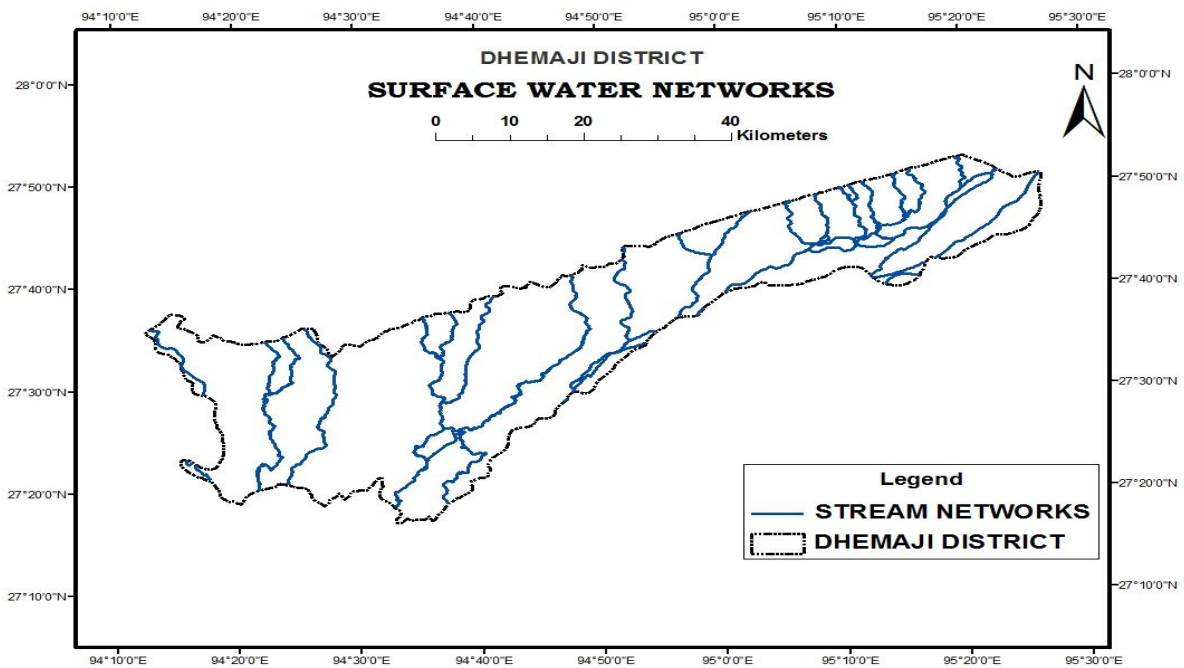 94°10'0"E 94°20'0"E 94°30'0"E 94°40'0"E 94°50'0"E 95°0'0"E 95°10'0"E 95°20'0"E 95°30'0"E
DHEMAJI DISTRICT
SURFACE WATER NETWORKS
0 10 20 40
Kilometers
N
28°0'0"N 28°0'0"N
27°50'0"N 27°50'0"N
27°40'0"N 27°40'0"N
27°30'0"N 27°30'0"N
27°20'0"N 27°20'0"N
Legend
STREAM NETWORKS
DHEMAJI DISTRICT
27°10'0"N 27°10'0"N
94°10'0"E 94°20'0"E 94°30'0"E 94°40'0"E 94°50'0"E 95°0'0"E 95°10'0"E 95°20'0"E 95°30'0"E